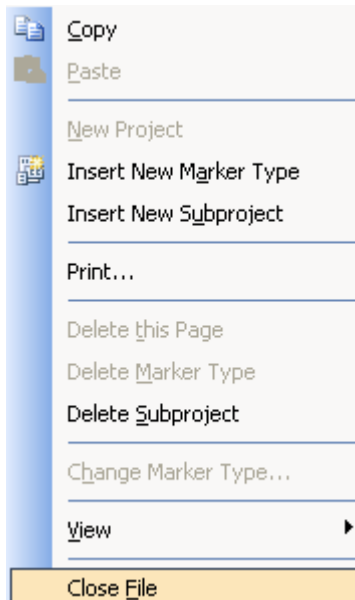 Copy
Paste
New Project
Insert New Marker Type
Insert New Subproject
Print...
Delete this Page
Delete Marker Type
Delete Subproject
Change Marker Type...
View
Close File